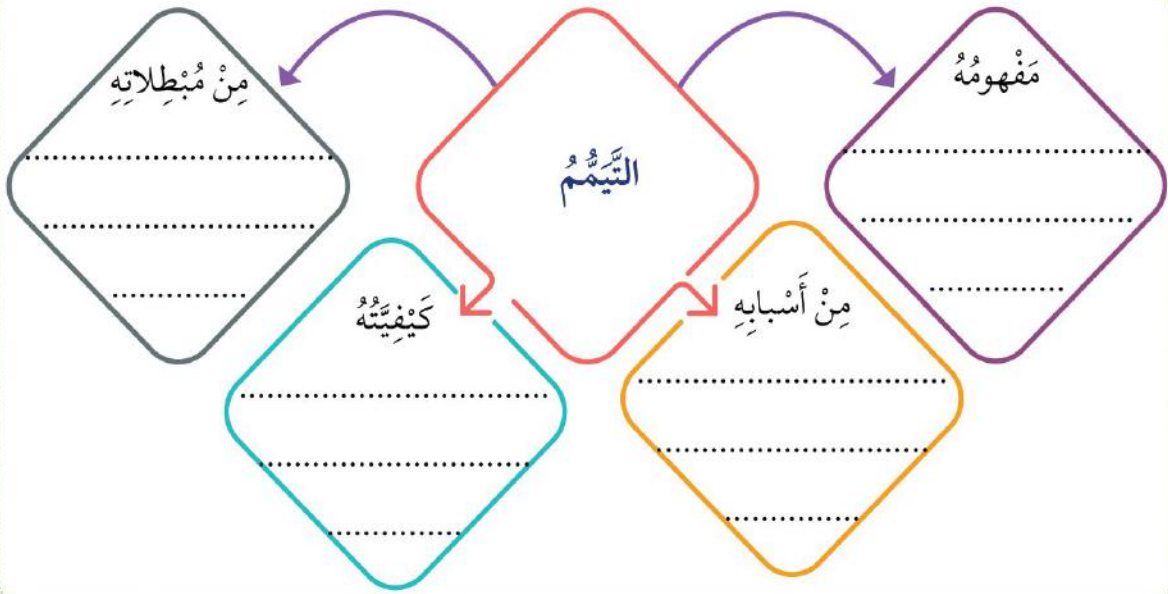 مَفْهومُهُ
مِنْ مُبْطِلاتِهِ
التَّيَمُّمُ
مِنْ أَسْبابِهِ
كَيْفِيَّتُهُ